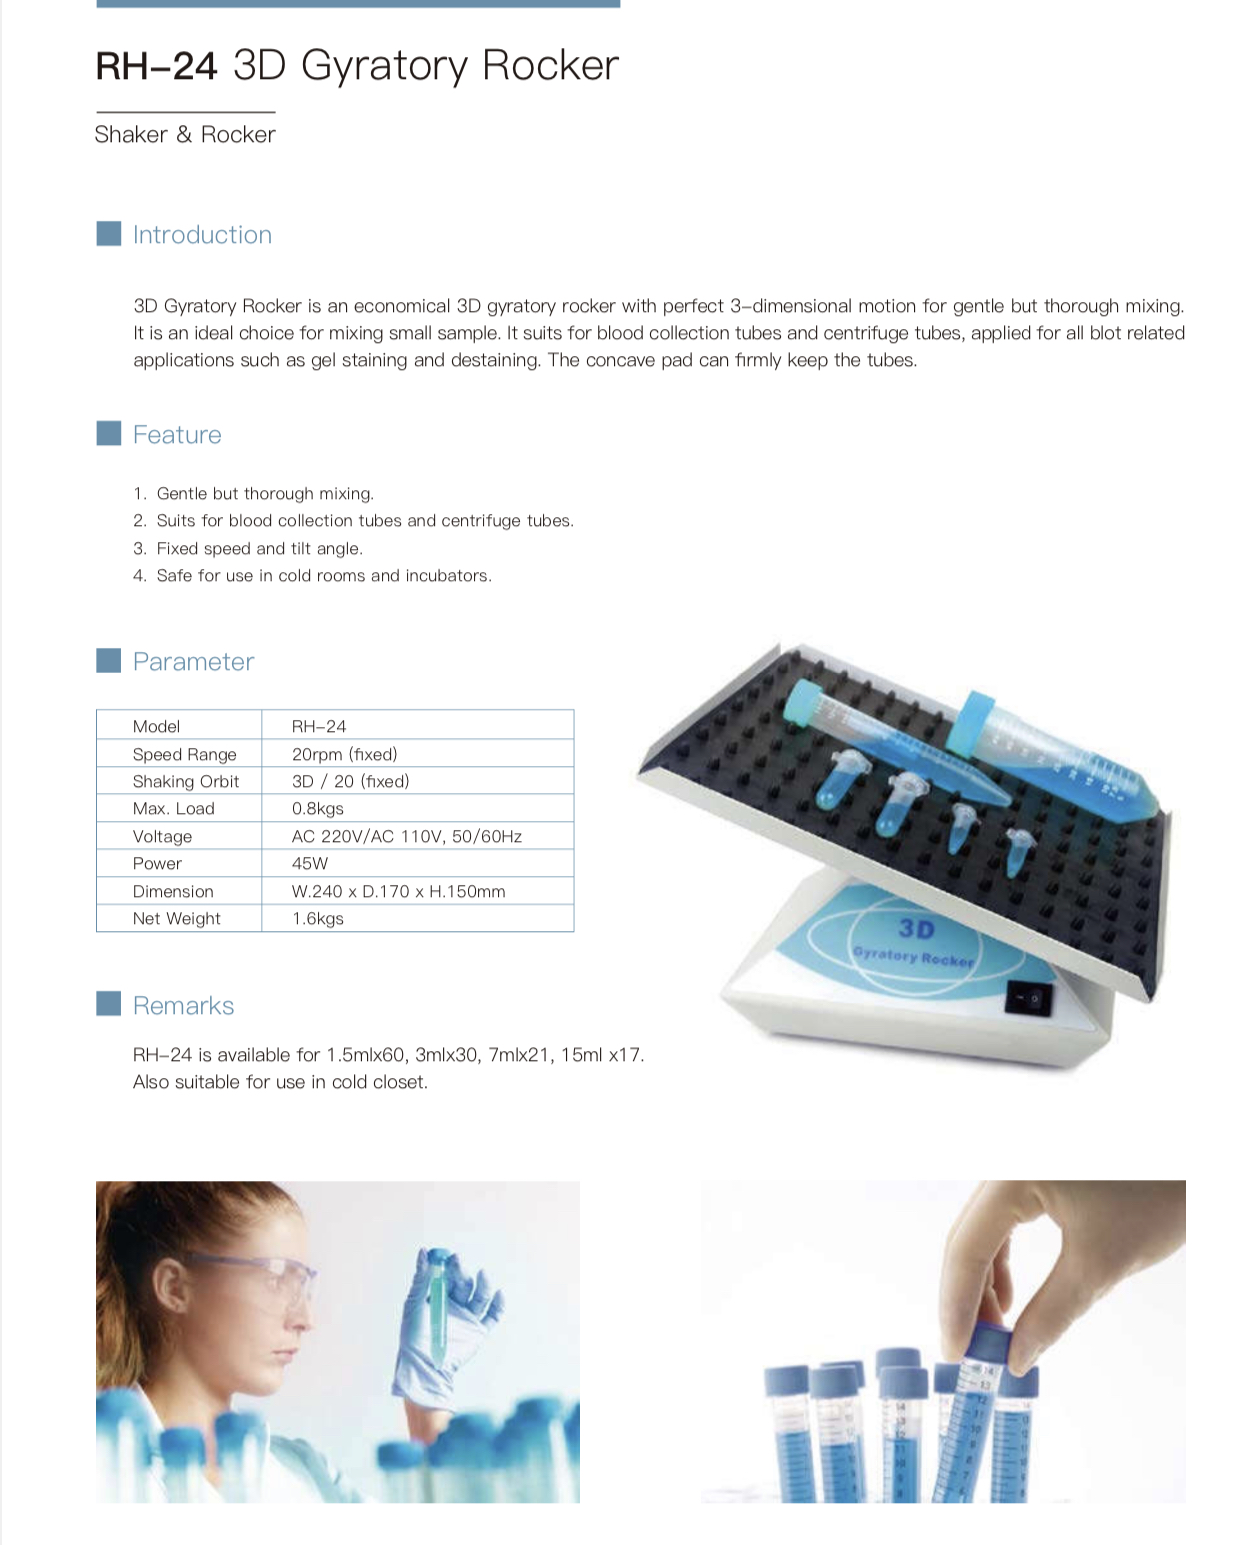 RH-24 3D Gyratory Rocker
Shaker & Rocker
Introduction
3D Gyratory Rocker is an economical 3D gyratory rocker with perfect 3-dimensional motion for gentle but thorough mixing.
It is an ideal choice for mixing small sample. It suits for blood collection tubes and centrifuge tubes, applied for all blot related
applications such as gel staining and destaining. The concave pad can firmly keep the tubes.
Feature
1. Gentle but thorough mixing.
2. Suits for blood collection tubes and centrifuge tubes.
3. Fixed speed and tilt angle.
4. Safe for use in cold rooms and incubators.
Parameter
Model RH-24
Speed Range 20rpm (fixed)
Shaking Orbit 3D / 20 (fixed)
Max. Load 0.8kgs
Voltage AC 220V/AC 110V, 50/60Hz
Power 45W
Dimension W.240 x D.170 x H.150mm
Net Weight 1.6kgs
3D
Gyratory Rocker
Remarks
RH-24 is available for 1.5mlx60, 3mlx30, 7mlx21, 15ml x17.
Also suitable for use in cold closet.